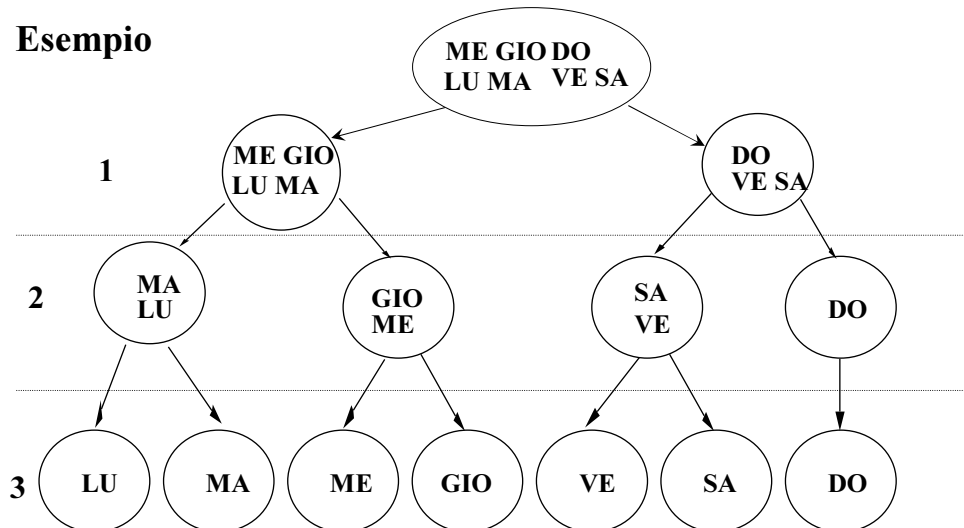 Esempio
ME GIO DO
LU MA VE SA
1
ME GIO
LU MA
DO
VE SA
2
MA
LU
GIO
ME
SA
VE
DO
3
LU
MA
ME
GIO
VE
SA
DO